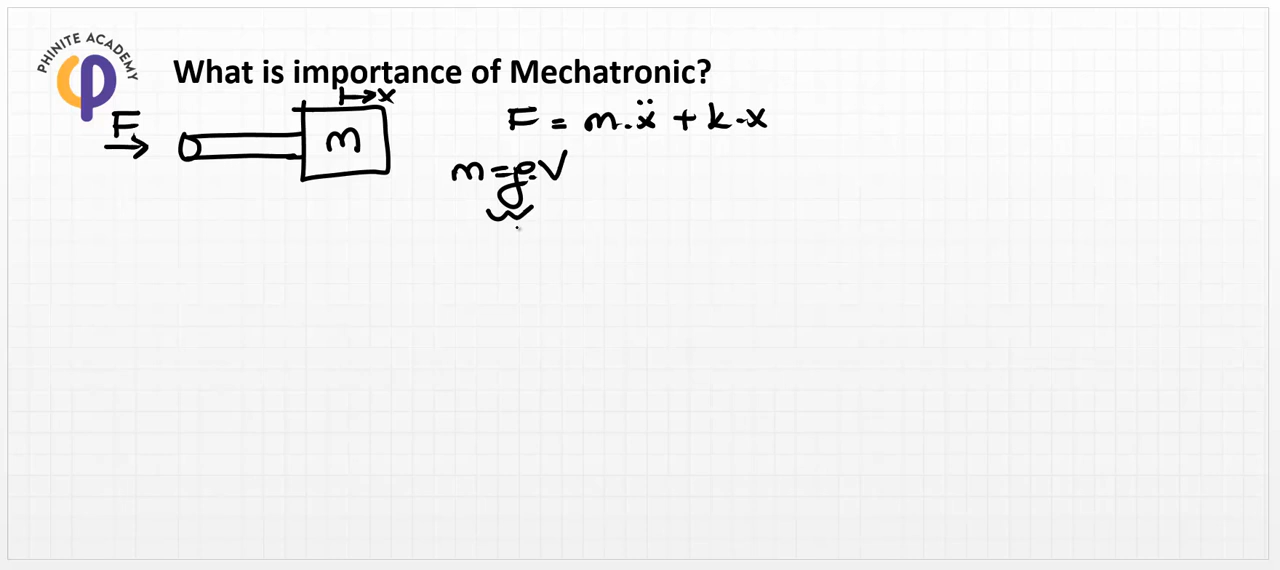 PHINITE ACADEMY
What is importance of Mechatronic?
x
F = m.ẍ + k.x
F
m
m = ρ.V